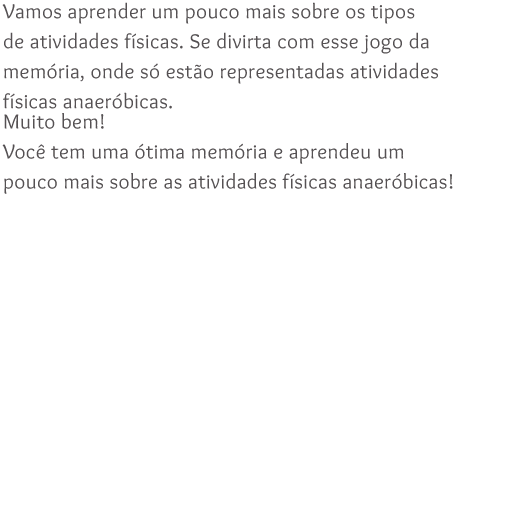 Vamos aprender um pouco mais sobre os tipos
de atividades físicas. Se divirta com esse jogo da
memória, onde só estão representadas atividades
físicas anaeróbicas.
Muito bem!
Você tem uma ótima memória e aprendeu um
pouco mais sobre as atividades físicas anaeróbicas!